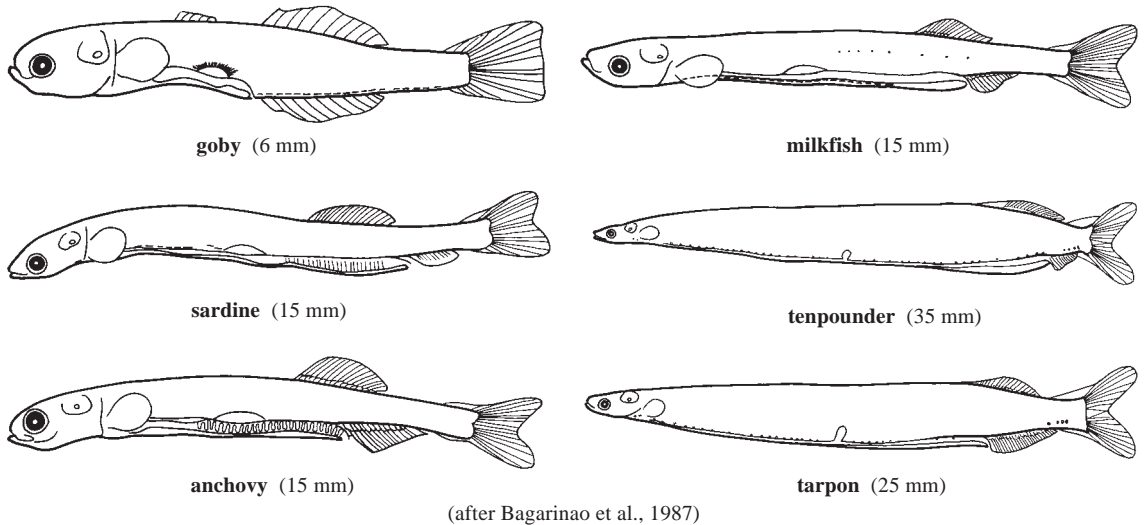 goby (6 mm)
milkfish (15 mm)
sardine (15 mm)
tenpounder (35 mm)
anchovy (15 mm)
tarpon (25 mm)
(after Bagarinao et al., 1987)